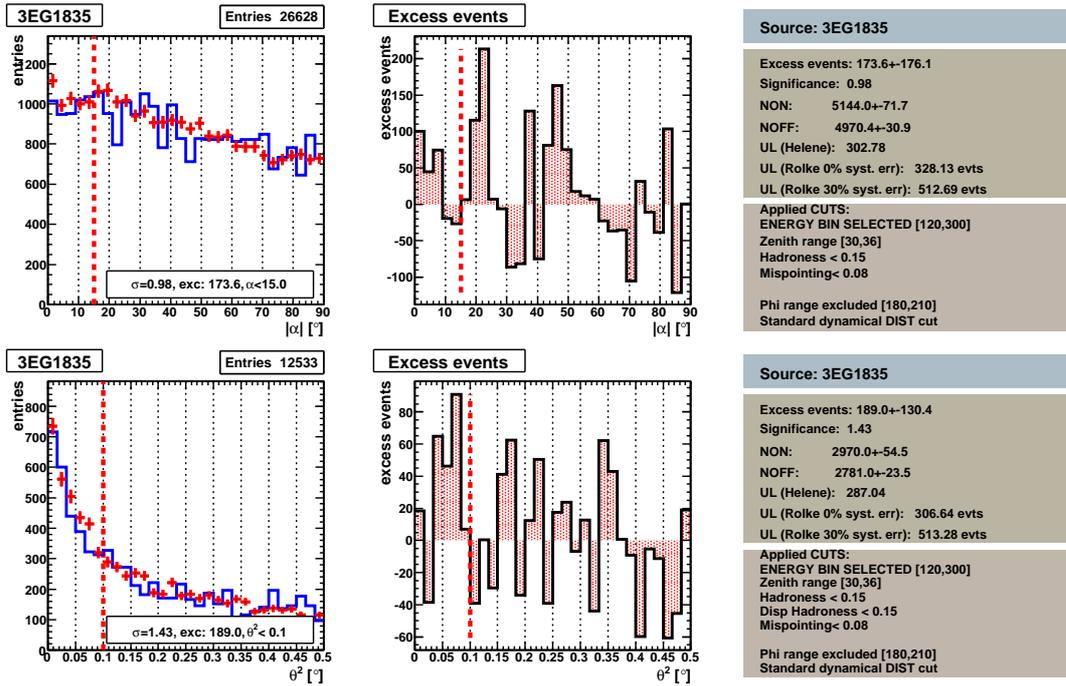 3EG1835
Entries 26628
entries
1200
1000
800
600
400
200
0
σ=0.98, exc: 173.6, α<15.0
0 10 20 30 40 50 60 70 80 90
|α| [°]
Excess events
excess events
200
150
100
50
0
-50
-100
0 10 20 30 40 50 60 70 80 90
|α| [°]
Source: 3EG1835
Excess events: 173.6+-176.1
Significance: 0.98
NON: 5144.0+-71.7
NOFF: 4970.4+-30.9
UL (Helene): 302.78
UL (Rolke 0% syst. err): 328.13 evts
UL (Rolke 30% syst. err): 512.69 evts
Applied CUTS:
ENERGY BIN SELECTED [120,300]
Zenith range [30,36]
Hadroness < 0.15
Mispointing< 0.08
Phi range excluded [180,210]
Standard dynamical DIST cut
3EG1835
Entries 12533
entries
800
700
600
500
400
300
200
100
0
σ=1.43, exc: 189.0, θ²< 0.1
0 0.05 0.1 0.15 0.2 0.25 0.3 0.35 0.4 0.45 0.5
θ² [°]
Excess events
excess events
80
60
40
20
0
-20
-40
-60
0 0.05 0.1 0.15 0.2 0.25 0.3 0.35 0.4 0.45 0.5
θ² [°]
Source: 3EG1835
Excess events: 189.0+-130.4
Significance: 1.43
NON: 2970.0+-54.5
NOFF: 2781.0+-23.5
UL (Helene): 287.04
UL (Rolke 0% syst. err): 306.64 evts
UL (Rolke 30% syst. err): 513.28 evts
Applied CUTS:
ENERGY BIN SELECTED [120,300]
Zenith range [30,36]
Hadroness < 0.15
Disp Hadroness < 0.15
Mispointing< 0.08
Phi range excluded [180,210]
Standard dynamical DIST cut